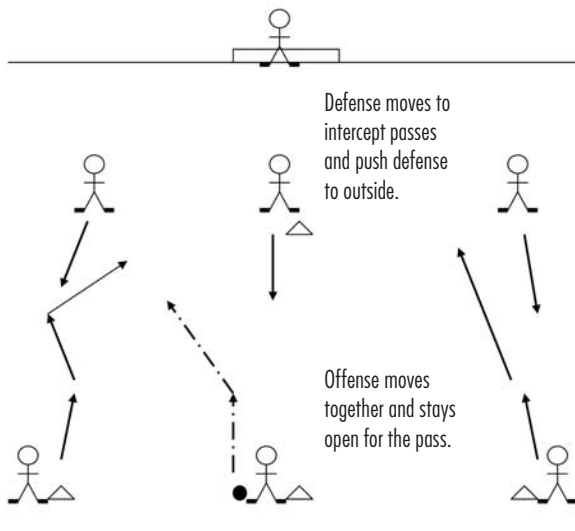 Defense moves to
intercept passes
and push defense
to outside.
Offense moves
together and stays
open for the pass.